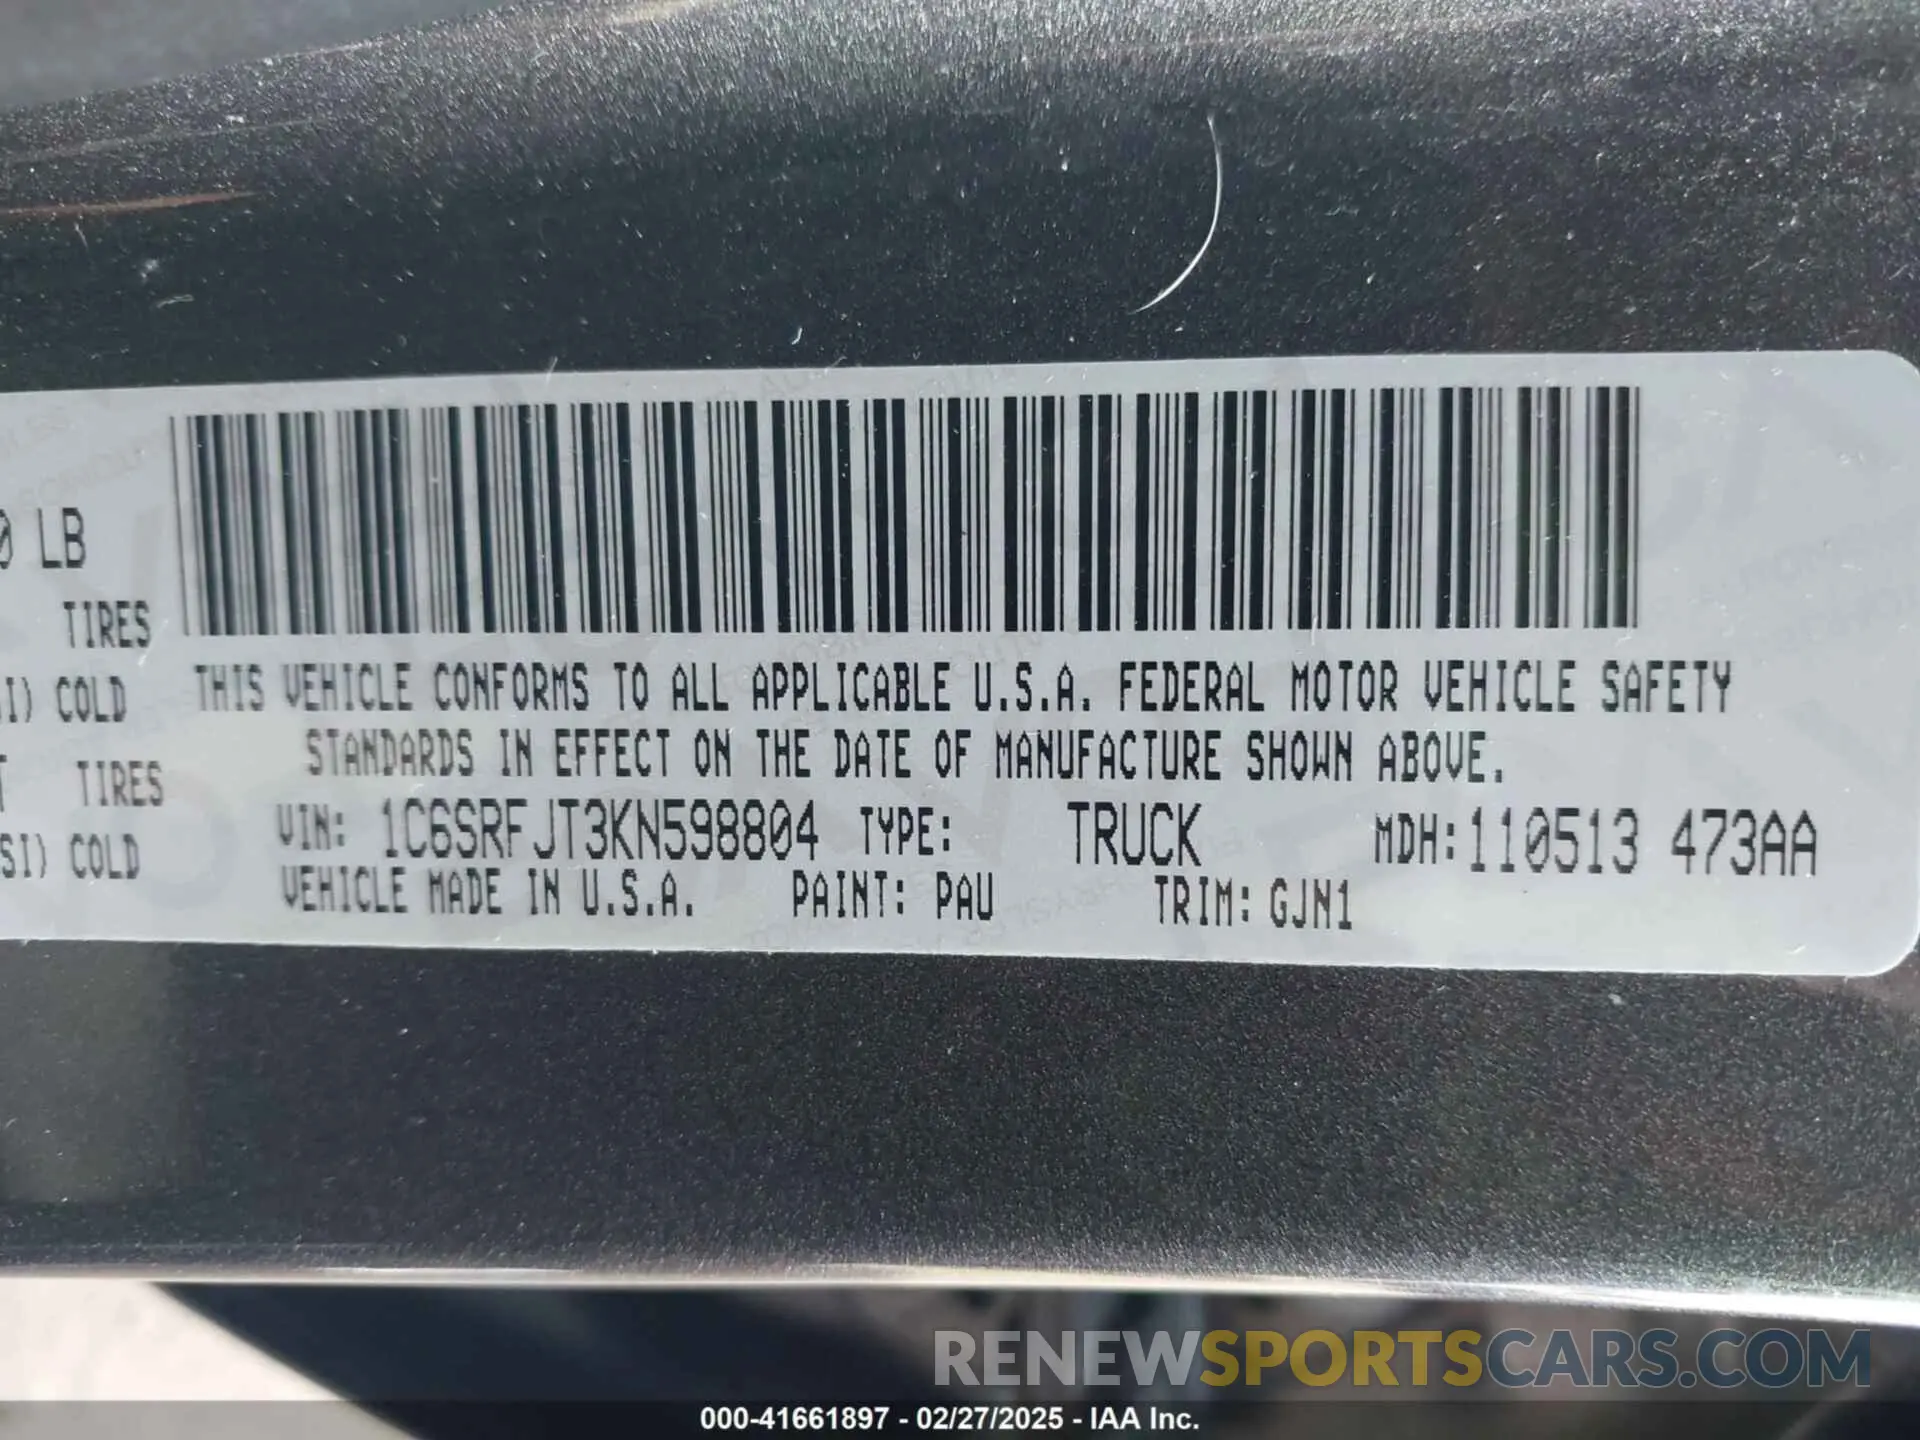 0 LB
TIRES
SI) COLD
T TIRES
SI) COLD
THIS VEHICLE CONFORMS TO ALL APPLICABLE U.S.A. FEDERAL MOTOR VEHICLE SAFETY
STANDARDS IN EFFECT ON THE DATE OF MANUFACTURE SHOWN ABOVE.
VIN: 1C6SRFJT3KN598804 TYPE: TRUCK MDH:110513 473AA
VEHICLE MADE IN U.S.A. PAINT: PAU TRIM: GJN1
RENEWSPORTSCARS.COM
000-41661897 - 02/27/2025 - IAA Inc.